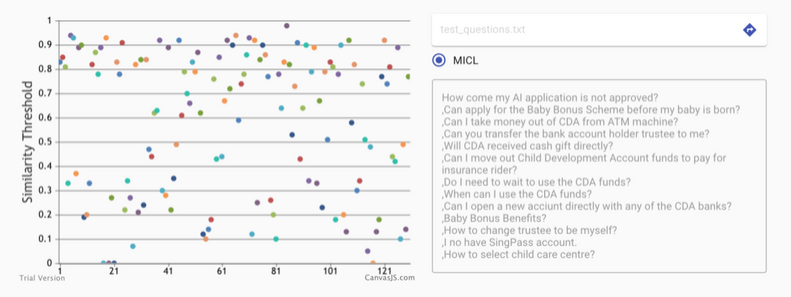 1
0.9
0.8
0.7
0.6
0.5
0.4
0.3
0.2
0.1
0
Similarity Threshold
1 21 41 61 81 101 121
Trial Version
CanvasJS.com
test_questions.txt
MICL
How come my AI application is not approved?
,Can apply for the Baby Bonus Scheme before my baby is born?
,Can I take money out of CDA from ATM machine?
,Can you transfer the bank account holder trustee to me?
,Will CDA received cash gift directly?
,Can I move out Child Development Account funds to pay for
insurance rider?
,Do I need to wait to use the CDA funds?
,When can I use the CDA funds?
,Can I open a new acciunt directly with any of the CDA banks?
,Baby Bonus Benefits?
,How to change trustee to be myself?
,I no have SingPass account.
,How to select child care centre?